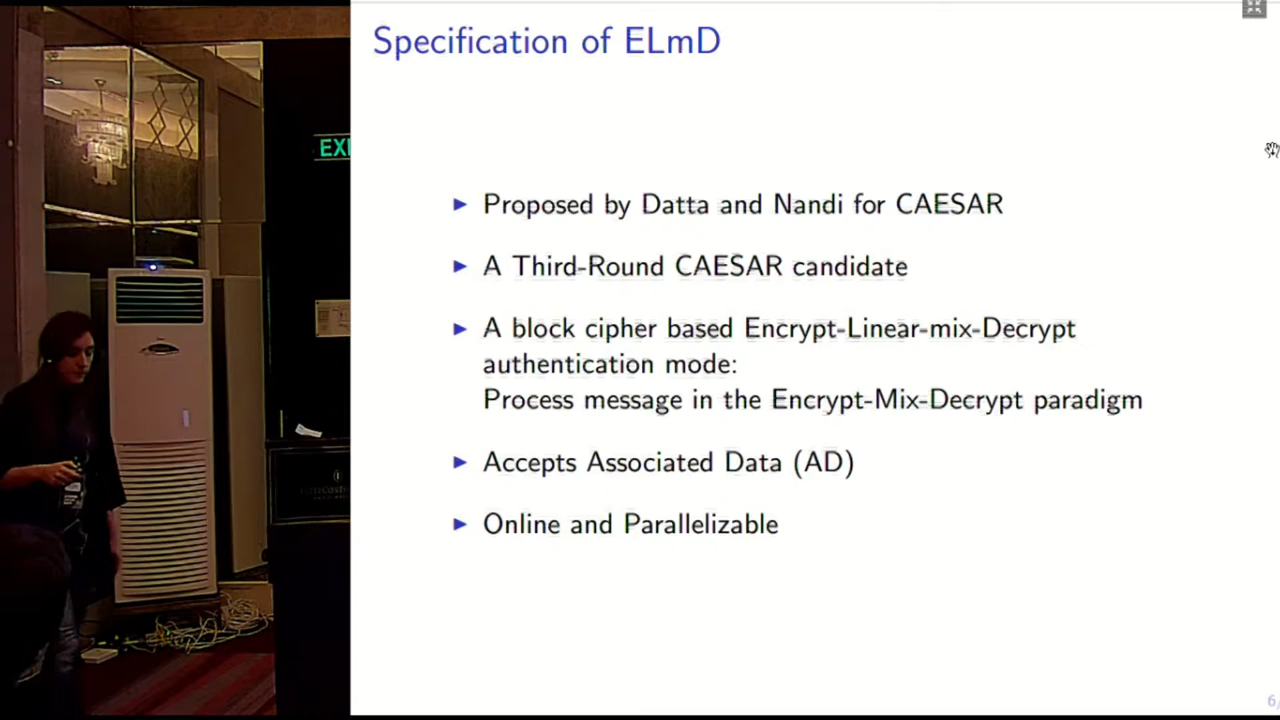 Specification of ELmD
EXI
▶ Proposed by Datta and Nandi for CAESAR
▶ A Third-Round CAESAR candidate
▶ A block cipher based Encrypt-Linear-mix-Decrypt
authentication mode:
Process message in the Encrypt-Mix-Decrypt paradigm
▶ Accepts Associated Data (AD)
▶ Online and Parallelizable
6/